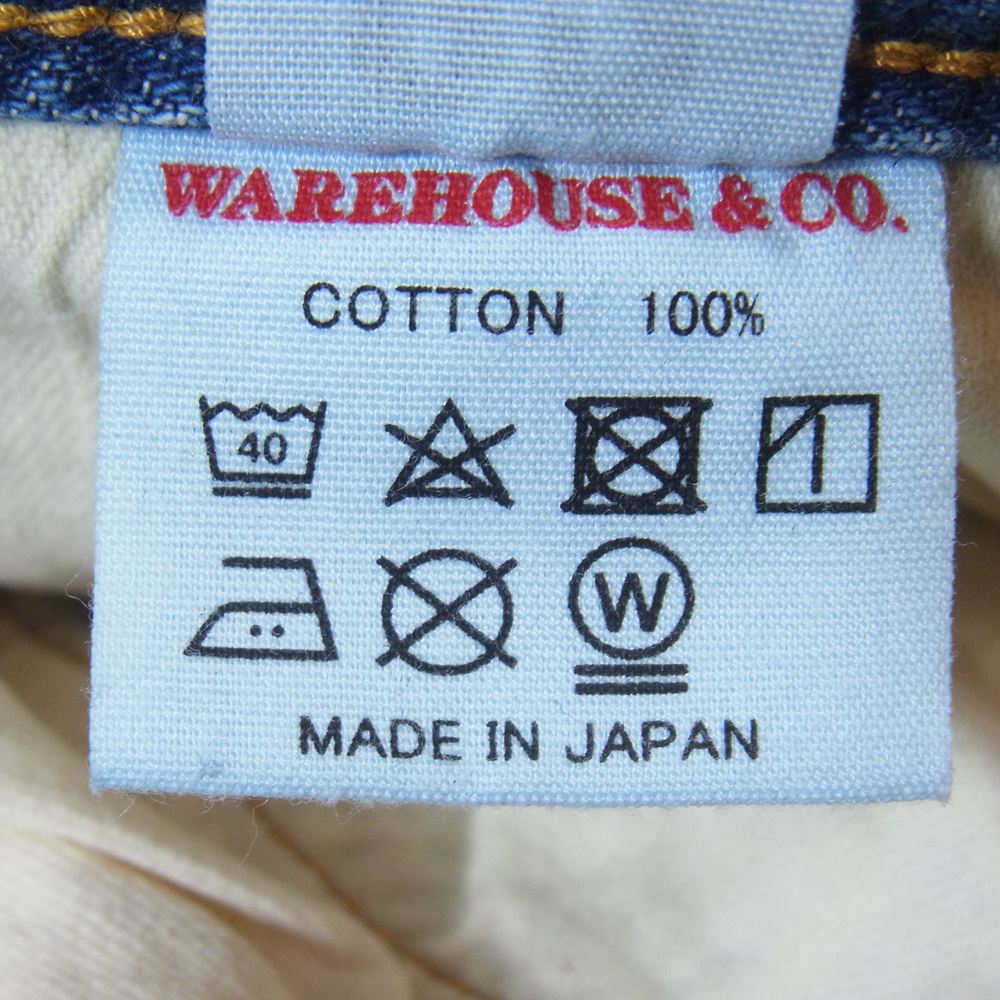 WAREHOUSE & CO.
COTTON 100%
40
W
MADE IN JAPAN